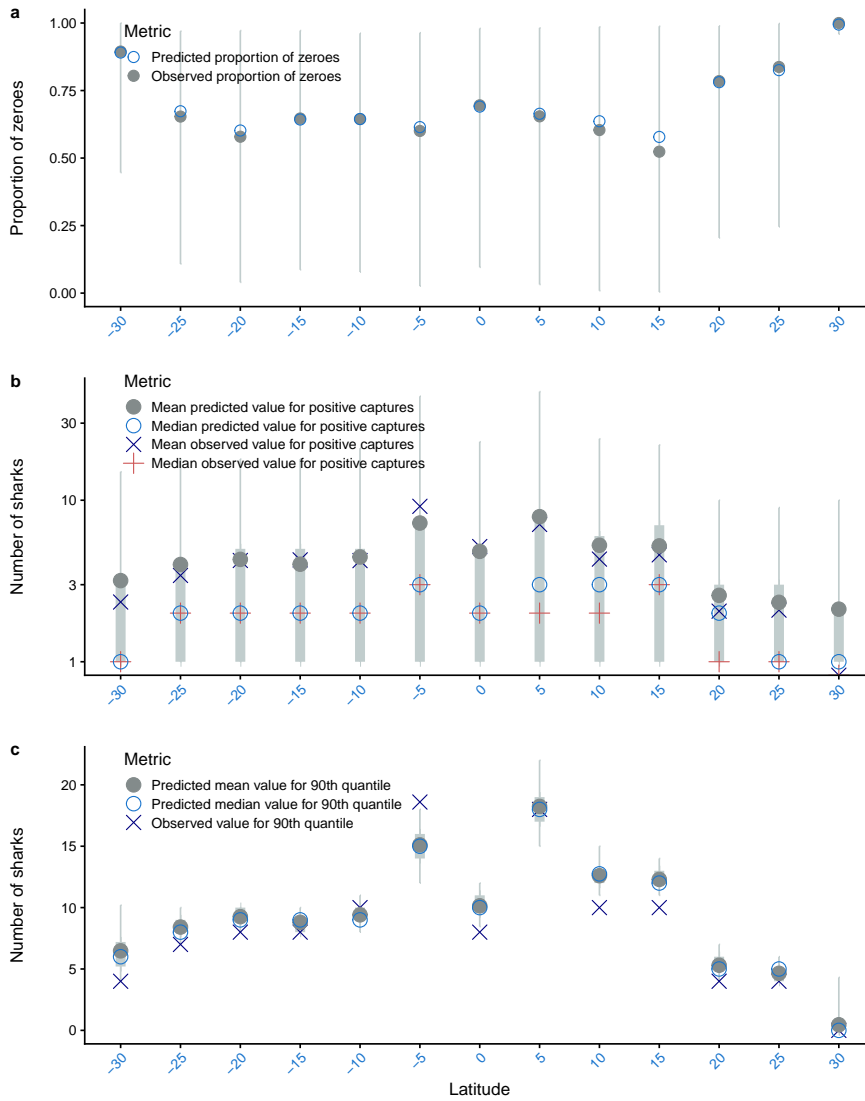 a
Metric
Predicted proportion of zeroes
Observed proportion of zeroes
Proportion of zeroes
1.00
0.75
0.50
0.25
0.00
−30 −25 −20 −15 −10 −5 0 5 10 15 20 25 30
b
Metric
Mean predicted value for positive captures
Median predicted value for positive captures
Mean observed value for positive captures
Median observed value for positive captures
Number of sharks
30
10
3
1
−30 −25 −20 −15 −10 −5 0 5 10 15 20 25 30
c
Metric
Predicted mean value for 90th quantile
Predicted median value for 90th quantile
Observed value for 90th quantile
Number of sharks
20
15
10
5
0
−30 −25 −20 −15 −10 −5 0 5 10 15 20 25 30
Latitude